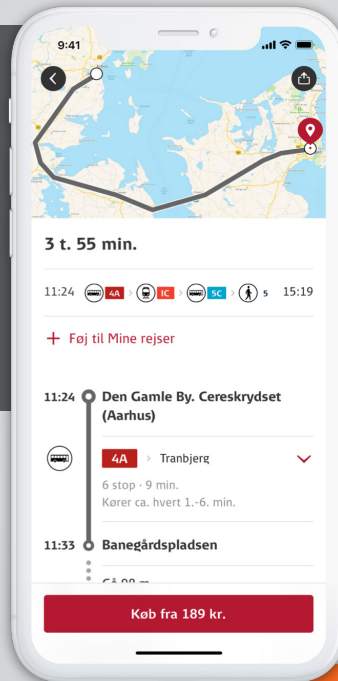 9:41
3 t. 55 min.
11:24 4A > IC > 5C > 5 15:19
+ Føj til Mine rejser
11:24 Den Gamle By. Cereskrydset
(Aarhus)
4A > Tranbjerg
6 stop · 9 min.
Kører ca. hvert 1.-6. min.
11:33 Banegårdspladsen
Gå 98 m
Køb fra 189 kr.